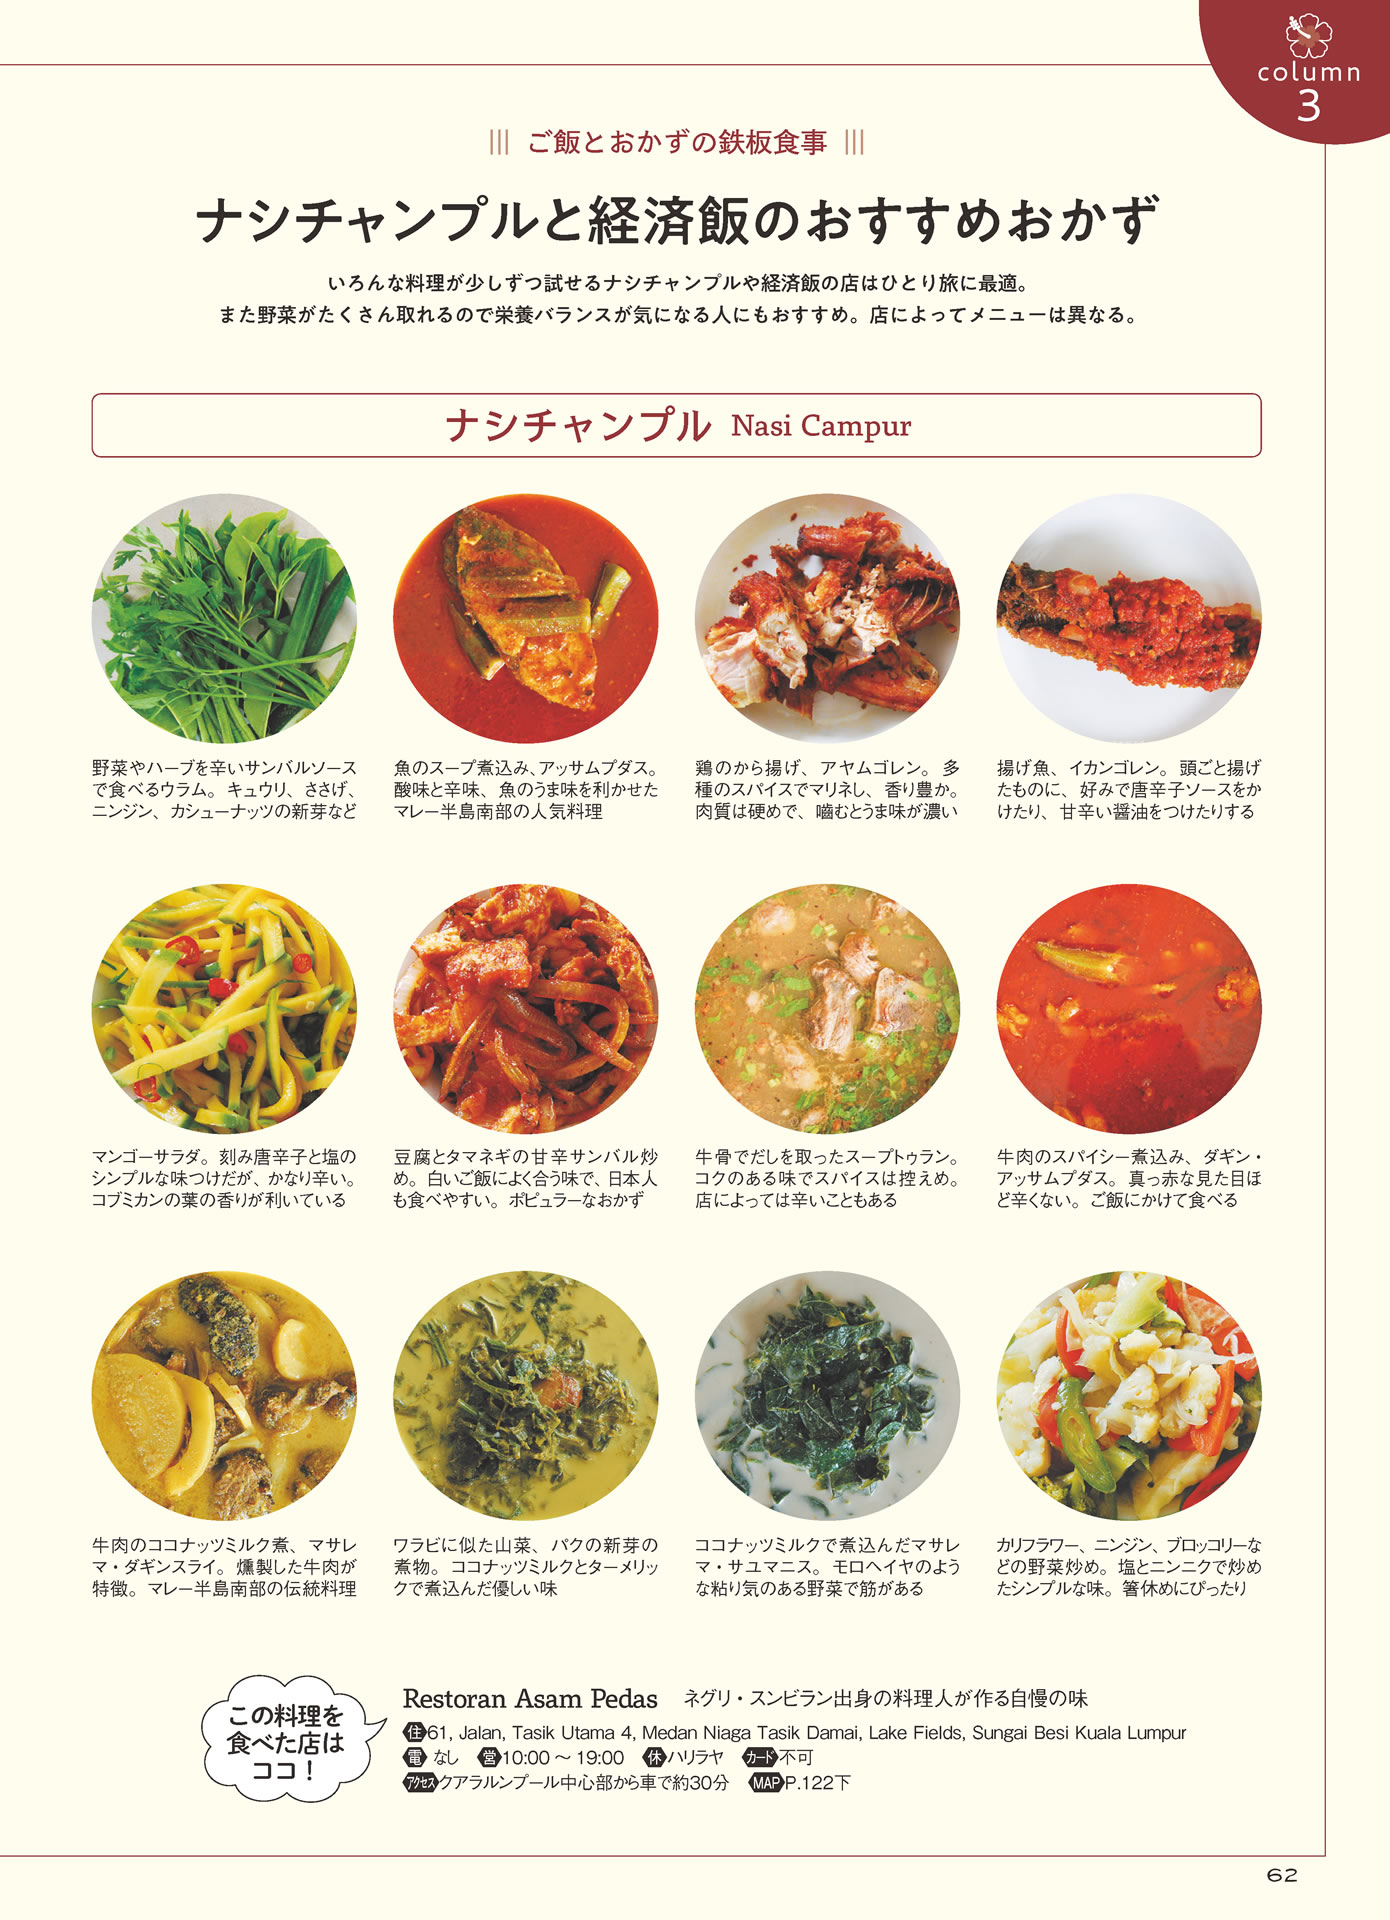 column
3
ご飯とおかずの鉄板食事
ナシチャンプルと経済飯のおすすめおかず
いろんな料理が少しずつ試せるナシチャンプルや経済飯の店はひとり旅に最適。
また野菜がたくさん取れるので栄養バランスが気になる人にもおすすめ。店によってメニューは異なる。
ナシチャンプル Nasi Campur
野菜やハーブを辛いサンバルソース
で食べるウラム。キュウリ、ささげ、
ニンジン、カシューナッツの新芽など
魚のスープ煮込み、アッサムプダス。
酸味と辛味、魚のうま味を利かせた
マレー半島南部の人気料理
鶏のから揚げ、アヤムゴレン。多
種のスパイスでマリネし、香り豊か。
肉質は硬めで、嚙むとうま味が濃い
揚げ魚、イカンゴレン。頭ごと揚げ
たものに、好みで唐辛子ソースをか
けたり、甘辛い醤油をつけたりする
マンゴーサラダ。刻み唐辛子と塩の
シンプルな味つけだが、かなり辛い。
コブミカンの葉の香りが利いている
豆腐とタマネギの甘辛サンバル炒
め。白いご飯によく合う味で、日本人
も食べやすい。ポピュラーなおかず
牛骨でだしを取ったスープトゥラン。
コクのある味でスパイスは控えめ。
店によっては辛いこともある
牛肉のスパイシー煮込み、ダギン・
アッサムプダス。真っ赤な見た目ほ
ど辛くない。ご飯にかけて食べる
牛肉のココナッツミルク煮、マサレ
マ・ダギンスライ。燻製した牛肉が
特徴。マレー半島南部の伝統料理
ワラビに似た山菜、パクの新芽の
煮物。ココナッツミルクとターメリッ
クで煮込んだ優しい味
ココナッツミルクで煮込んだマサレ
マ・サユマニス。モロヘイヤのよう
な粘り気のある野菜で筋がある
カリフラワー、ニンジン、ブロッコリーな
どの野菜炒め。塩とニンニクで炒め
たシンプルな味。箸休めにぴったり
この料理を
食べた店は
ココ！
Restoran Asam Pedas ネグリ・スンビラン出身の料理人が作る自慢の味
住61, Jalan, Tasik Utama 4, Medan Niaga Tasik Damai, Lake Fields, Sungai Besi Kuala Lumpur
電なし 営10:00～19:00 休ハリラヤ カード不可
アクセスクアラルンプール中心部から車で約30分 MAP P.122下
62